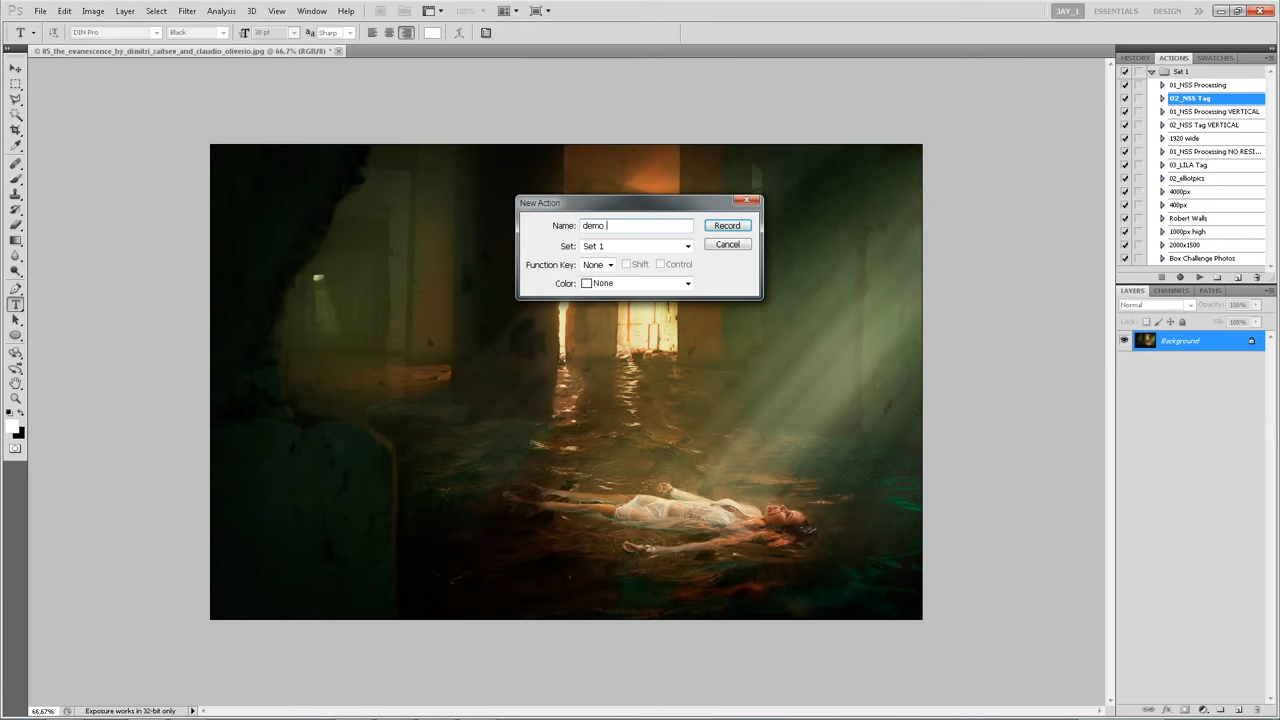 Ps File Edit Image Layer Select Filter Analysis 3D View Window Help 100% JAY_1 ESSENTIALS DESIGN
T DIN Pro Black 30 pt aa Sharp
© 05_the_evanescence_by_dimitri_zaitsev_and_claudio_oliverio.jpg @ 66,7% (RGB/8) *
HISTORY ACTIONS SWATCHES
Set 1
01_NSS Processing
02_NSS Tag
01_NSS Processing VERTICAL
02_NSS Tag VERTICAL
1920 wide
01_NSS Processing NO RESI...
03_LILA Tag
02_elliotpics
4000px
400px
Robert Walls
1000px high
2000x1500
Box Challenge Photos
New Action
Name: demo Record
Set: Set 1 Cancel
Function Key: None Shift Control
Color: None
LAYERS CHANNELS PATHS
Normal Opacity: 100%
Lock: Fill: 100%
Background
66,67% Exposure works in 32-bit only